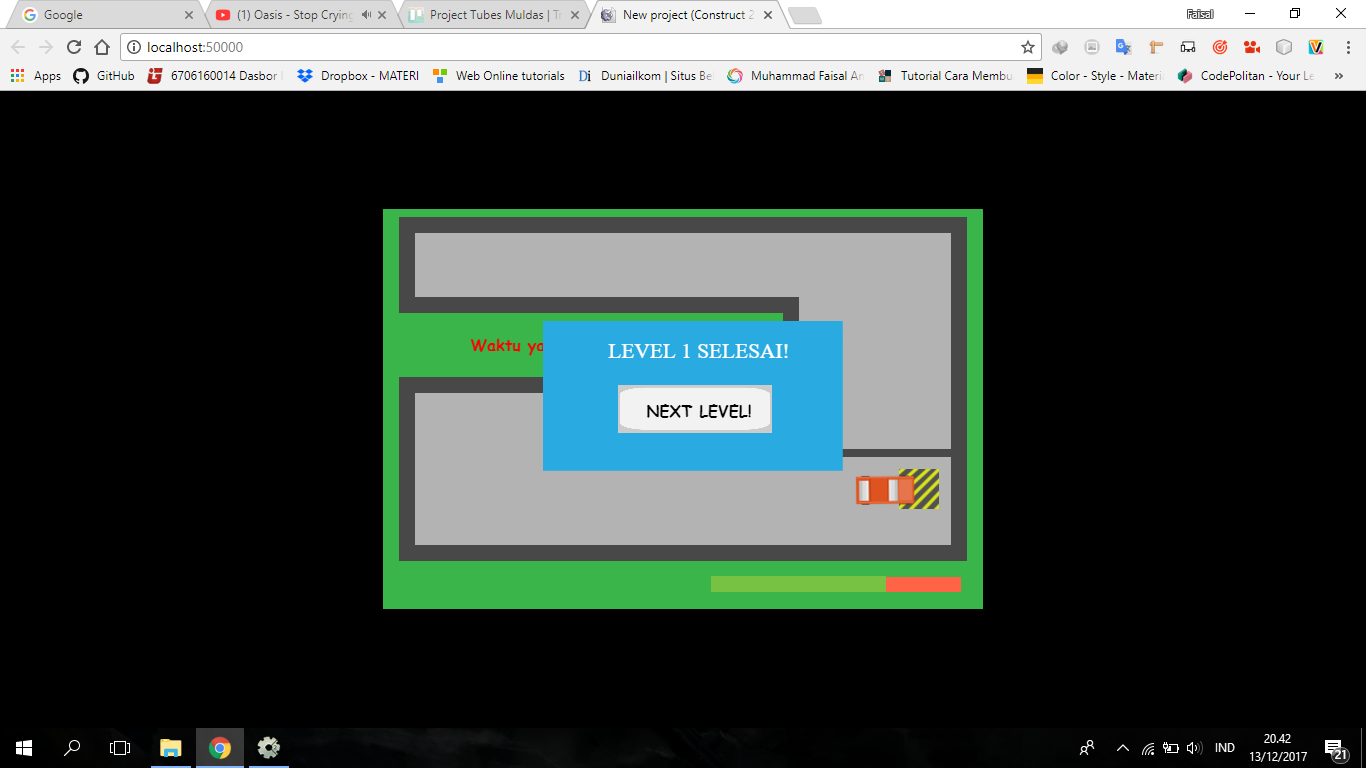 Google
(1) Oasis - Stop Crying
Project Tubes Muldas | T
New project (Construct 2
Faisal
localhost:50000
Apps
GitHub
6706160014 Dasbor
Dropbox - MATERI
Web Online tutorials
Duniailkom | Situs Be
Muhammad Faisal Am
Tutorial Cara Membu
Color - Style - Materi
CodePolitan - Your Le
Waktu ya
LEVEL 1 SELESAI!
NEXT LEVEL!
IND
20.42
13/12/2017
21